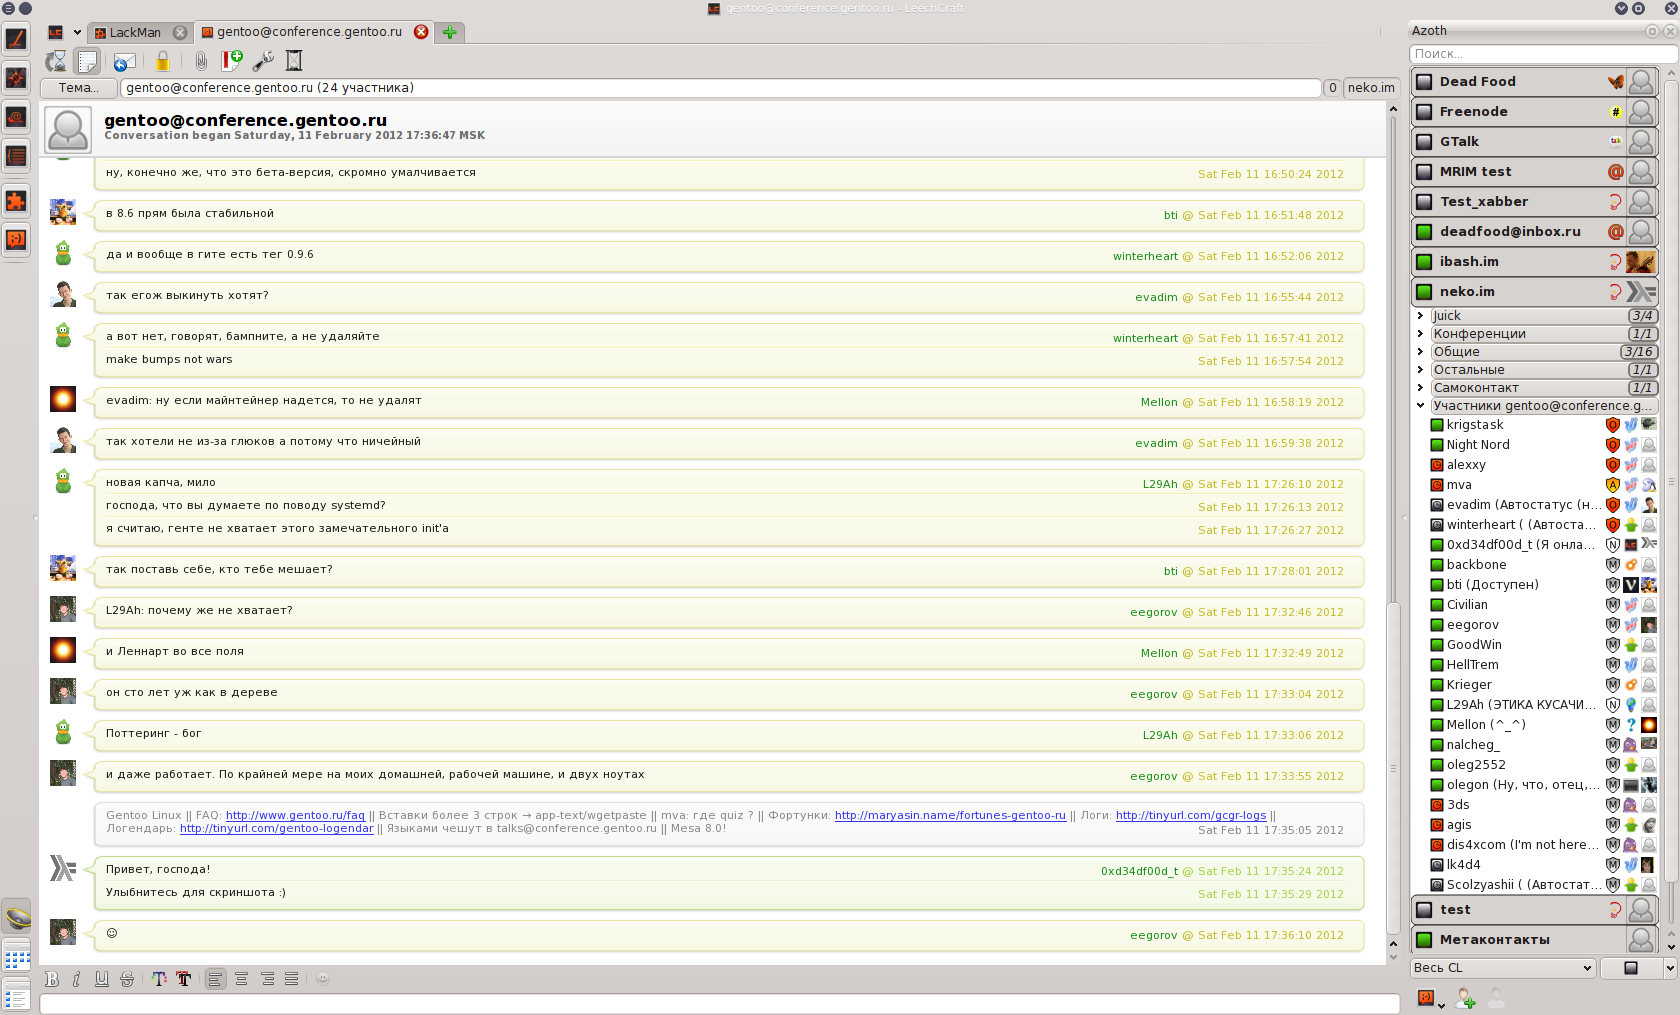 gentoo@conference.gentoo.ru - LeechCraft
LackMan
gentoo@conference.gentoo.ru
Тема...
gentoo@conference.gentoo.ru (24 участника)
0
neko.im
gentoo@conference.gentoo.ru
Conversation began Saturday, 11 February 2012 17:36:47 MSK
ну, конечно же, что это бета-версия, скромно умалчивается Sat Feb 11 16:50:24 2012
в 8.6 прям была стабильной bti @ Sat Feb 11 16:51:48 2012
да и вообще в гите есть тег 0.9.6 winterheart @ Sat Feb 11 16:52:06 2012
так егож выкинуть хотят? evadim @ Sat Feb 11 16:55:44 2012
а вот нет, говорят, бампните, а не удаляйте winterheart @ Sat Feb 11 16:57:41 2012
make bumps not wars Sat Feb 11 16:57:54 2012
evadim: ну если майнтейнер надется, то не удалят Mellon @ Sat Feb 11 16:58:19 2012
так хотели не из-за глюков а потому что ничейный evadim @ Sat Feb 11 16:59:38 2012
новая капча, мило L29Ah @ Sat Feb 11 17:26:10 2012
господа, что вы думаете по поводу systemd? Sat Feb 11 17:26:13 2012
я считаю, генте не хватает этого замечательного init'а Sat Feb 11 17:26:27 2012
так поставь себе, кто тебе мешает? bti @ Sat Feb 11 17:28:01 2012
L29Ah: почему же не хватает? eegorov @ Sat Feb 11 17:32:46 2012
и Леннарт во все поля Mellon @ Sat Feb 11 17:32:49 2012
он сто лет уж как в дереве eegorov @ Sat Feb 11 17:33:04 2012
Поттеринг - бог L29Ah @ Sat Feb 11 17:33:06 2012
и даже работает. По крайней мере на моих домашней, рабочей машине, и двух ноутах eegorov @ Sat Feb 11 17:33:55 2012
Gentoo Linux || FAQ: http://www.gentoo.ru/faq || Вставки более 3 строк → app-text/wgetpaste || mva: где quiz ? || Фортунки: http://maryasin.name/fortunes-gentoo-ru || Логи: http://tinyurl.com/gcgr-logs ||
Логендарь: http://tinyurl.com/gentoo-logendar || Языками чешут в talks@conference.gentoo.ru || Mesa 8.0! Sat Feb 11 17:35:05 2012
Привет, господа! 0xd34df00d_t @ Sat Feb 11 17:35:24 2012
Улыбнитесь для скриншота :) Sat Feb 11 17:35:29 2012
☺ eegorov @ Sat Feb 11 17:36:10 2012
Azoth
Поиск...
Dead Food
Freenode
GTalk
MRIM test
Test_xabber
deadfood@inbox.ru
ibash.im
neko.im
Juick 3/4
Конференции 1/1
Общие 3/16
Остальные 1/1
Самоконтакт 1/1
Участники gentoo@conference.g...
krigstask
Night Nord
alexxy
mva
evadim (Автостатус (н...
winterheart ( (Автоста...
0xd34df00d_t (Я онла...
backbone
bti (Доступен)
Civilian
eegorov
GoodWin
HellTrem
Krieger
L29Ah (ЭТИКА КУСАЧИ...
Mellon (^_^)
nalcheg_
oleg2552
olegon (Ну, что, отец,...
3ds
agis
dis4xcom (I'm not here...
lk4d4
Scolzyashii ( (Автостат...
test
Метаконтакты
Весь CL